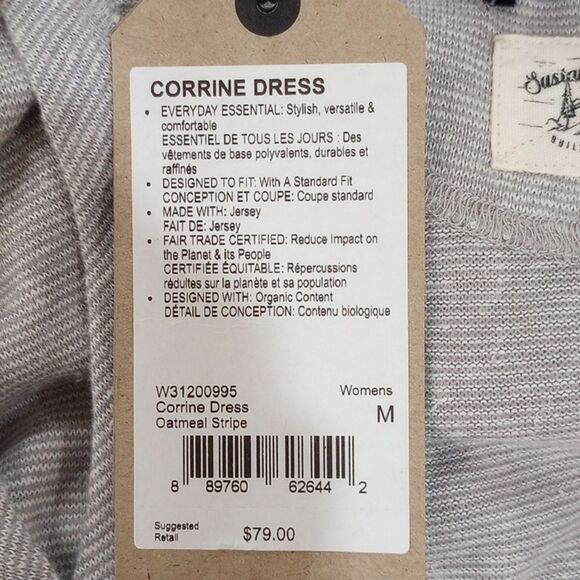 CORRINE DRESS
• EVERYDAY ESSENTIAL: Stylish, versatile &
comfortable
ESSENTIEL DE TOUS LES JOURS : Des
vêtements de base polyvalents, durables et
raffinés
• DESIGNED TO FIT: With A Standard Fit
CONCEPTION ET COUPE: Coupe standard
• MADE WITH: Jersey
FAIT DE: Jersey
• FAIR TRADE CERTIFIED: Reduce Impact on
the Planet & its People
CERTIFIÉE ÉQUITABLE: Répercussions
réduites sur la planète et sa population
• DESIGNED WITH: Organic Content
DÉTAIL DE CONCEPTION: Contenu biologique
W31200995
Womens
Corrine Dress
M
Oatmeal Stripe
8 89760 62644 2
Suggested
Retail
$79.00